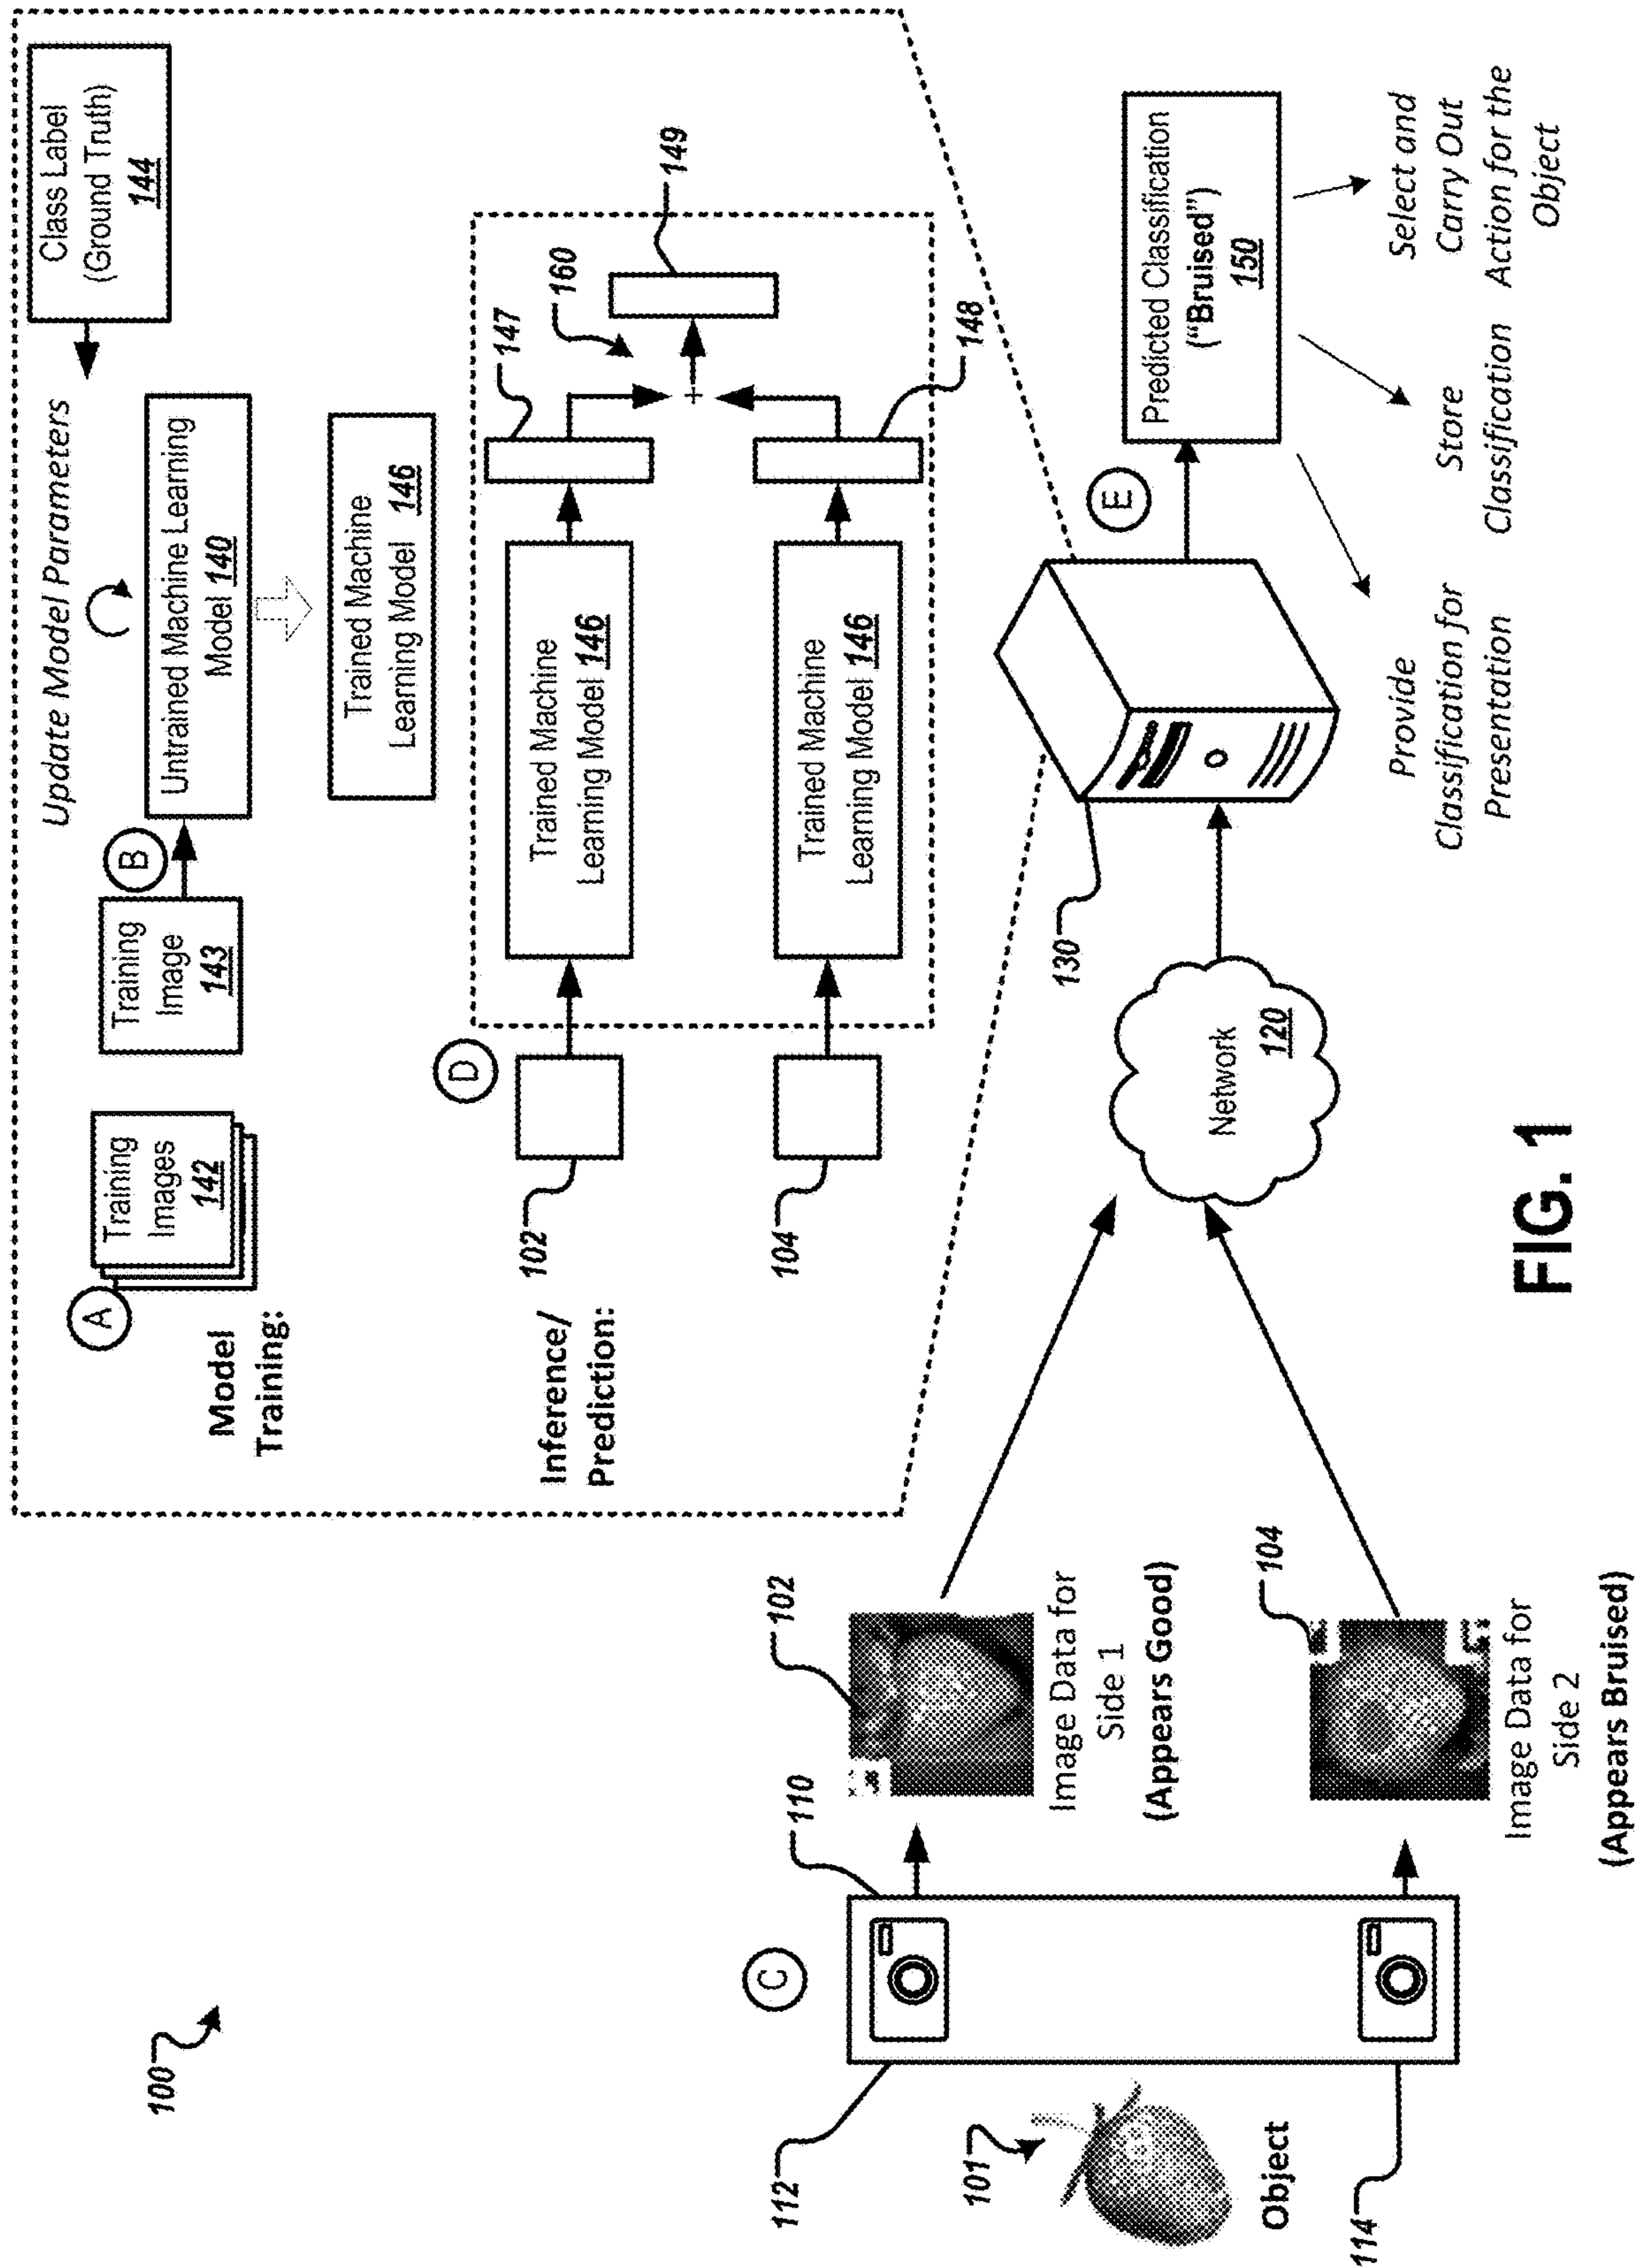 100
A
Training
Images
142
Training
Image
143
B
Update Model Parameters
Untrained Machine Learning
Model 140
Class Label
(Ground Truth)
144
Model
Training:
Trained Machine
Learning Model 146
Inference/
Prediction:
D
102
Trained Machine
Learning Model 146
147
160
149
+
104
Trained Machine
Learning Model 146
148
C
112
110
102
101
Object
Image Data for
Side 1
(Appears Good)
114
104
Image Data for
Side 2
(Appears Bruised)
Network
120
130
E
Predicted Classification
("Bruised")
150
Provide
Classification for
Presentation
Store
Classification
Select and
Carry Out
Action for the
Object
FIG. 1